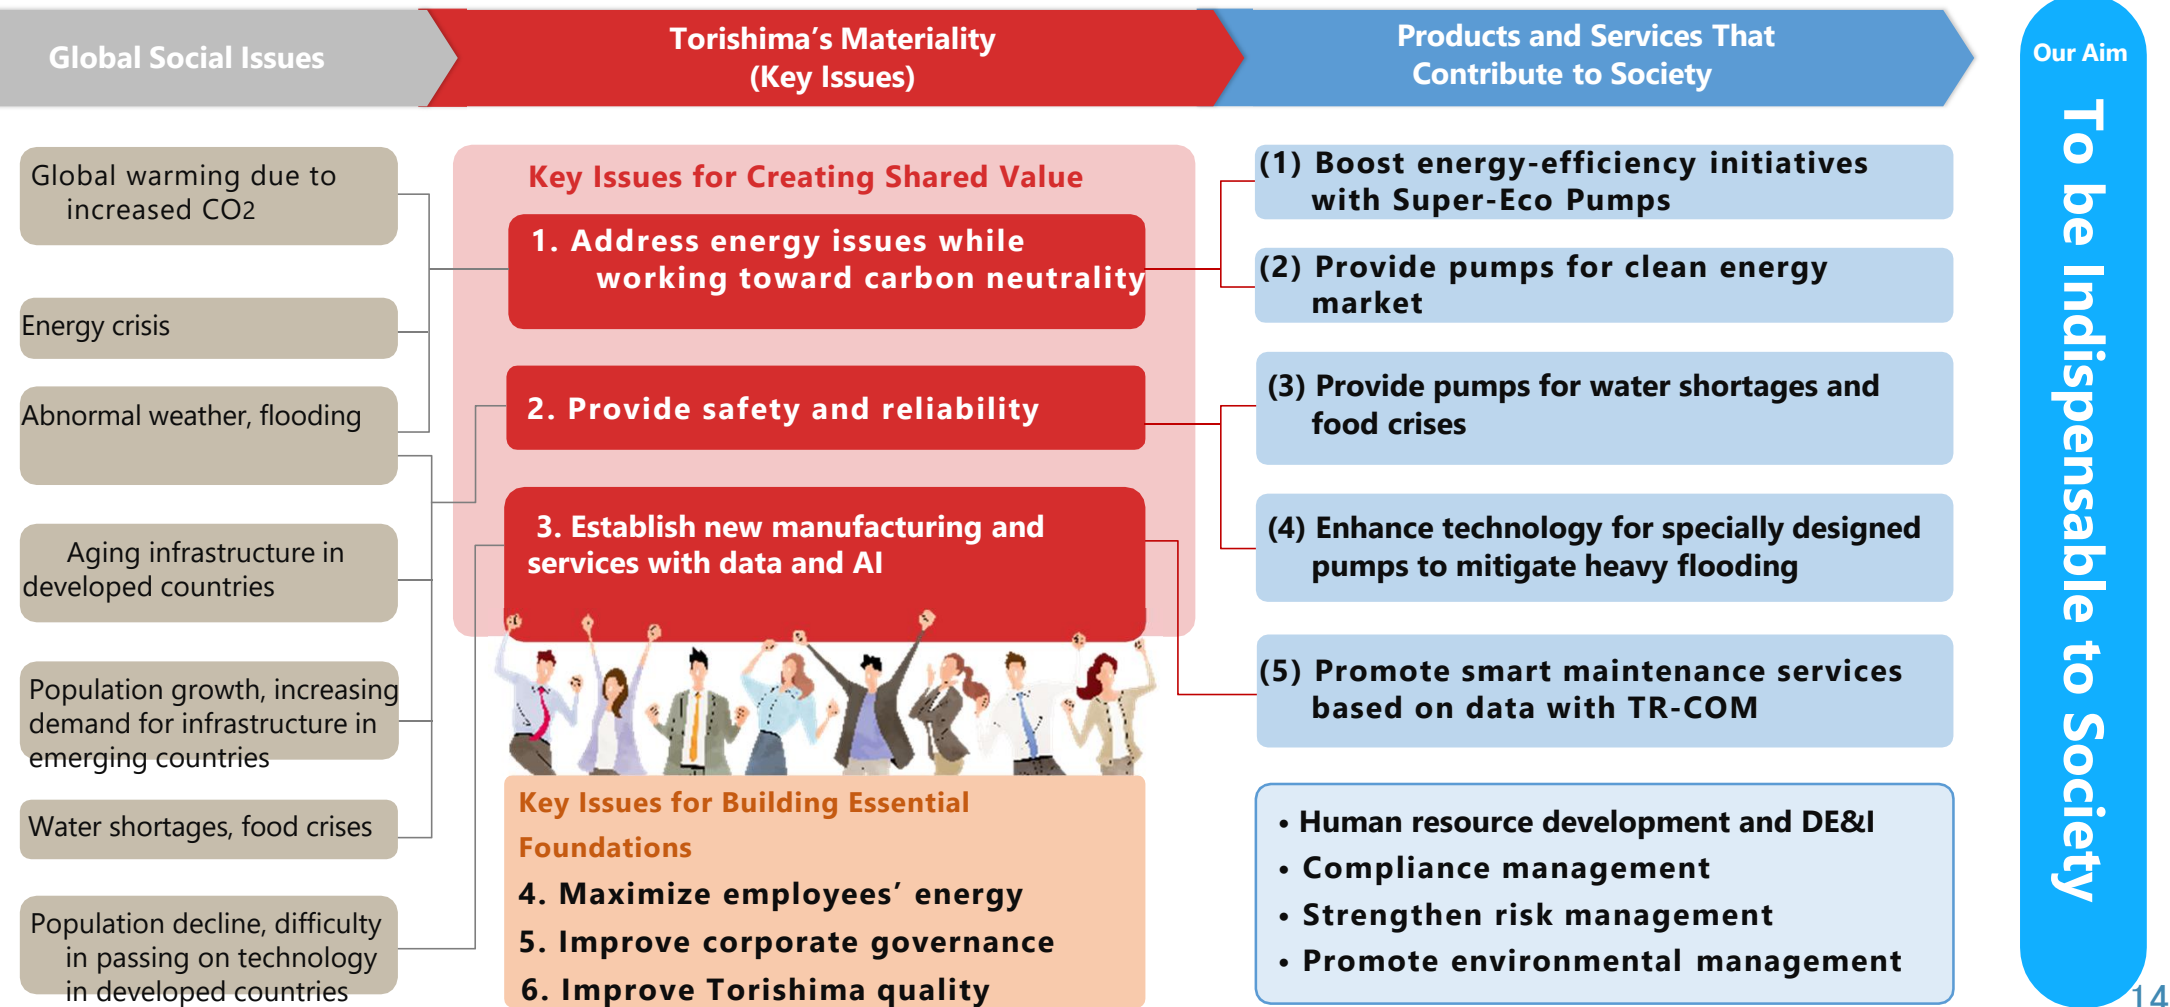 Global Social Issues
Torishima’s Materiality
(Key Issues)
Products and Services That
Contribute to Society
Our Aim
To be Indispensable to Society
Global warming due to
increased CO2
Energy crisis
Abnormal weather, flooding
Aging infrastructure in
developed countries
Population growth, increasing
demand for infrastructure in
emerging countries
Water shortages, food crises
Population decline, difficulty
in passing on technology
in developed countries
Key Issues for Creating Shared Value
1. Address energy issues while
working toward carbon neutrality
2. Provide safety and reliability
3. Establish new manufacturing and
services with data and AI
Key Issues for Building Essential
Foundations
4. Maximize employees’ energy
5. Improve corporate governance
6. Improve Torishima quality
(1) Boost energy-efficiency initiatives
with Super-Eco Pumps
(2) Provide pumps for clean energy
market
(3) Provide pumps for water shortages and
food crises
(4) Enhance technology for specially designed
pumps to mitigate heavy flooding
(5) Promote smart maintenance services
based on data with TR-COM
• Human resource development and DE&I
• Compliance management
• Strengthen risk management
• Promote environmental management
14